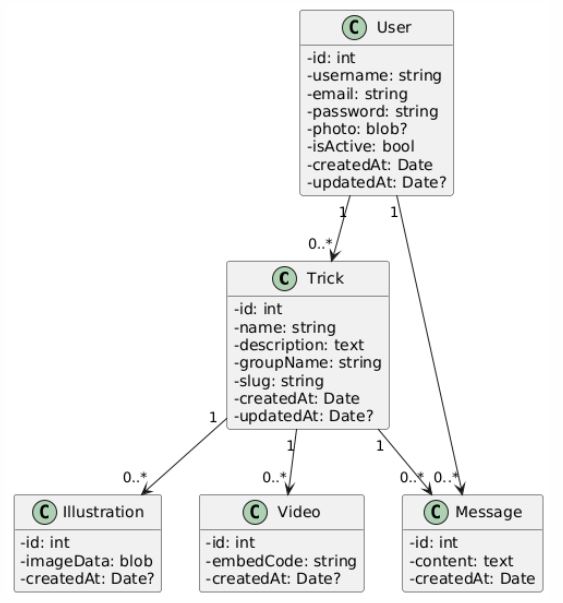 C User
-id: int
-username: string
-email: string
-password: string
-photo: blob?
-isActive: bool
-createdAt: Date
-updatedAt: Date?
1 1
0..*
C Trick
-id: int
-name: string
-description: text
-groupName: string
-slug: string
-createdAt: Date
-updatedAt: Date?
1 1 1
0..* 0..* 0..* 0..*
C Illustration
-id: int
-imageData: blob
-createdAt: Date?
C Video
-id: int
-embedCode: string
-createdAt: Date?
C Message
-id: int
-content: text
-createdAt: Date